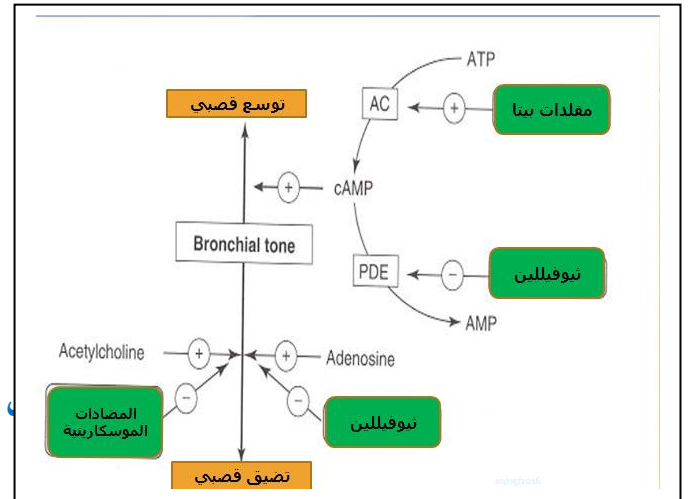 ATP
توسع قصبي
AC
+
مقلدات بيتا
+
cAMP
Bronchial tone
PDE
−
ثيوفيللين
AMP
Acetylcholine
+
+
Adenosine
−
−
المضادات
الموسكارينية
ثيوفيللين
تضيق قصبي